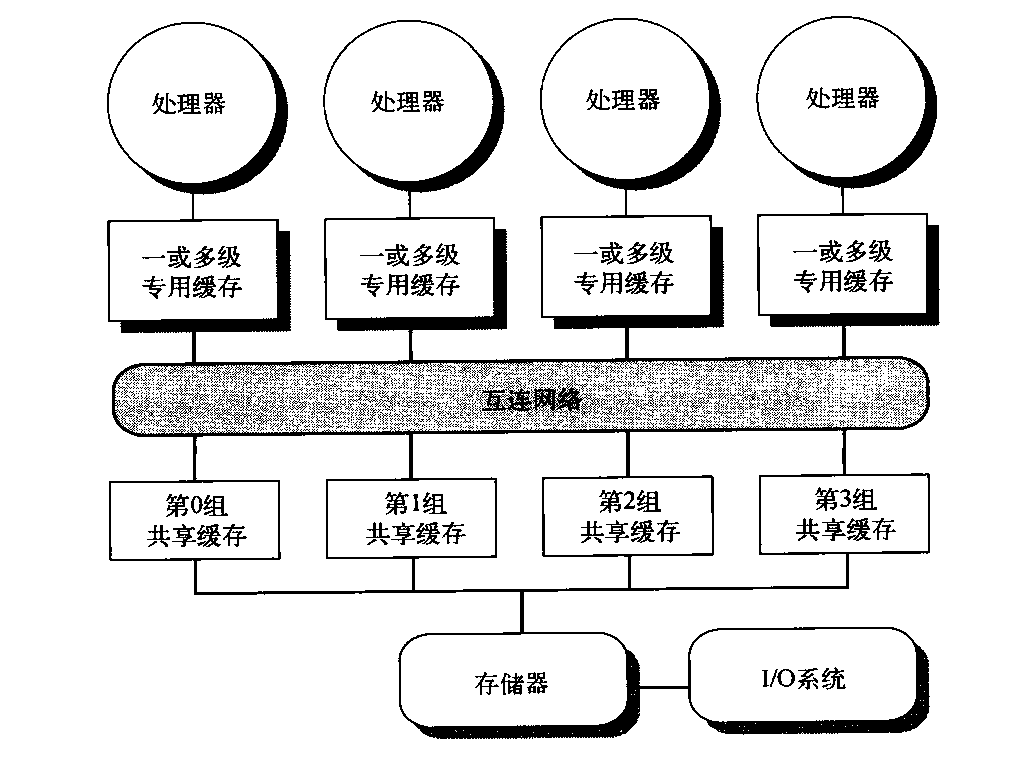 处理器
处理器
处理器
处理器
一或多级
专用缓存
一或多级
专用缓存
一或多级
专用缓存
一或多级
专用缓存
互连网络
第0组
共享缓存
第1组
共享缓存
第2组
共享缓存
第3组
共享缓存
存储器
I/O系统